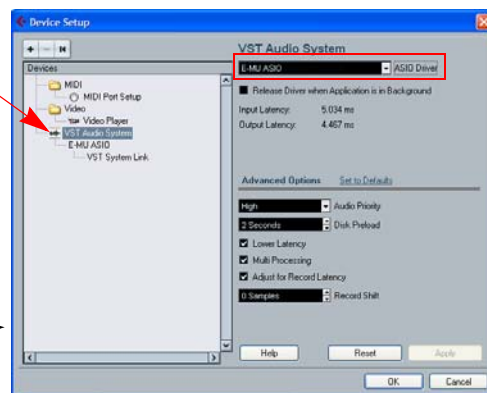 Device Setup
Devices
MIDI
MIDI Port Setup
Video
Video Player
VST Audio System
E-MU ASIO
VST System Link
VST Audio System
E-MU ASIO ASIO Driver
Release Driver when Application is in Background
Input Latency: 5.034 ms
Output Latency: 4.467 ms
Advanced Options Set to Defaults
High Audio Priority
2 Seconds Disk Preload
Lower Latency
Multi Processing
Adjust for Record Latency
0 Samples Record Shift
Help Reset Apply
OK Cancel